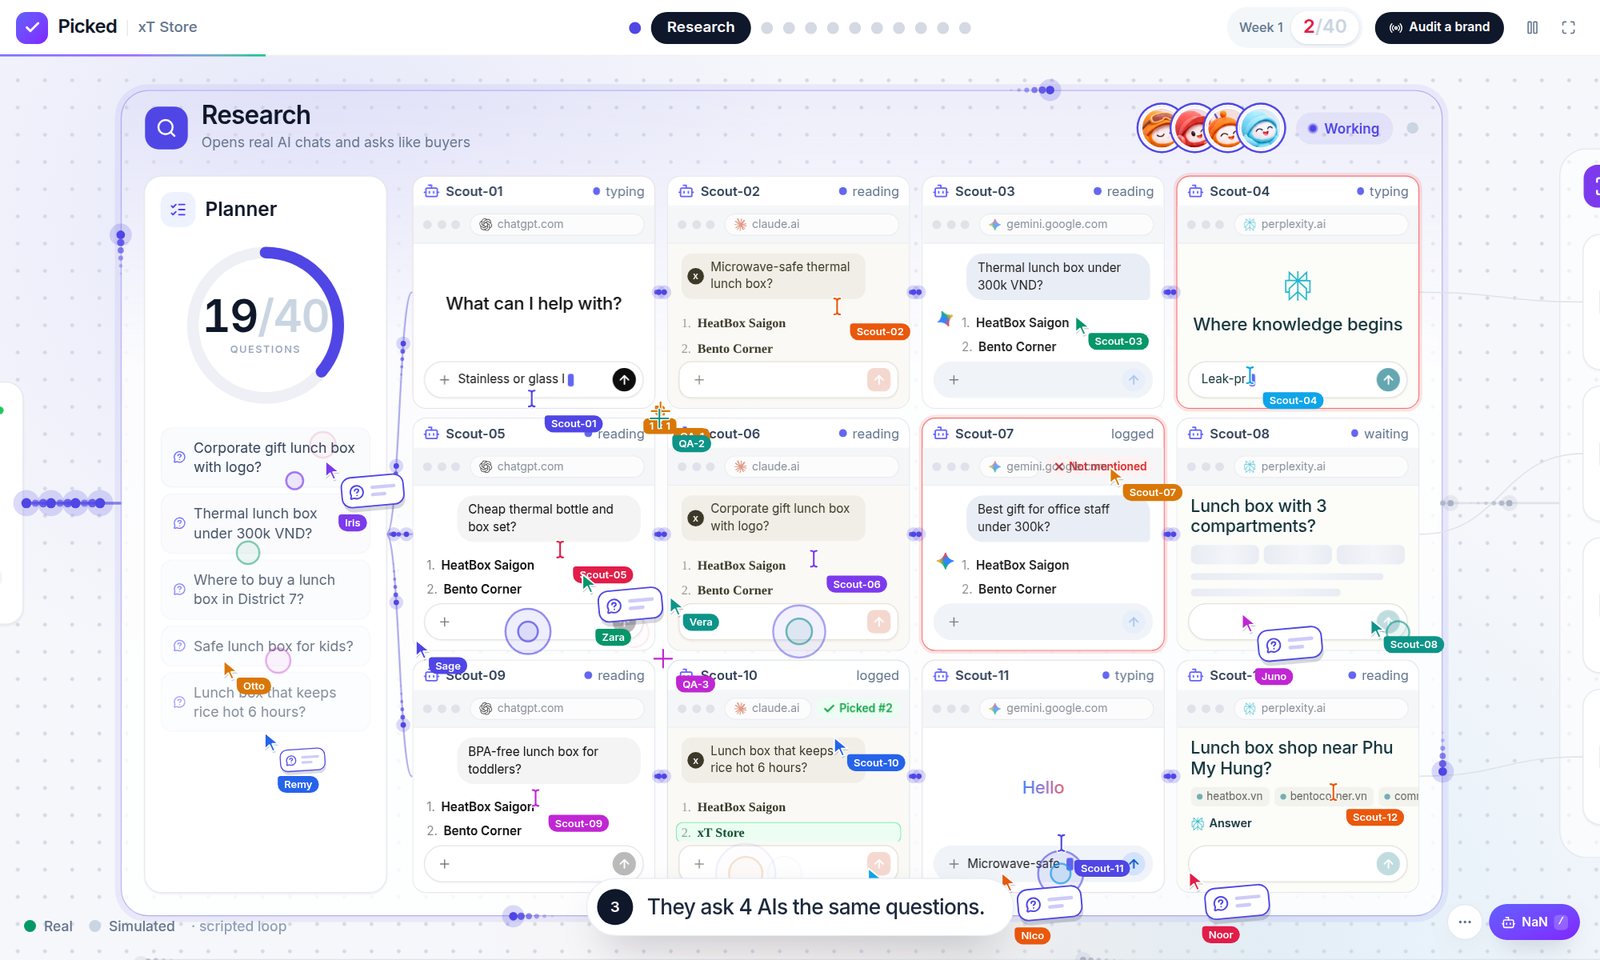 Picked
xT Store
Research
Week 1
2/40
Audit a brand
Research
Opens real AI chats and asks like buyers
Working
Planner
19/40
QUESTIONS
Corporate gift lunch box
with logo?
Iris
Thermal lunch box
under 300k VND?
Where to buy a lunch
box in District 7?
Safe lunch box for kids?
Otto
Lunch box that keeps
rice hot 6 hours?
Remy
Scout-01
typing
chatgpt.com
What can I help with?
Stainless or glass l
Scout-01
Scout-02
reading
claude.ai
Microwave-safe thermal
lunch box?
1. HeatBox Saigon
2. Bento Corner
Scout-02
Scout-03
reading
gemini.google.com
Thermal lunch box under
300k VND?
1. HeatBox Saigon
2. Bento Corner
Scout-03
Scout-04
typing
perplexity.ai
Where knowledge begins
Leak-pr
Scout-04
Scout-05
reading
chatgpt.com
Cheap thermal bottle and
box set?
1. HeatBox Saigon
2. Bento Corner
Scout-05
Zara
Sage
QA-2
Scout-06
reading
claude.ai
Corporate gift lunch box
with logo?
1. HeatBox Saigon
2. Bento Corner
Scout-06
Vera
Scout-07
logged
gemini.google.com
Not mentioned
Scout-07
Best gift for office staff
under 300k?
1. HeatBox Saigon
2. Bento Corner
Scout-08
waiting
perplexity.ai
Lunch box with 3
compartments?
Scout-08
Juno
Scout-09
reading
chatgpt.com
BPA-free lunch box for
toddlers?
1. HeatBox Saigon
2. Bento Corner
Scout-09
QA-3
Scout-10
logged
claude.ai
Picked #2
Lunch box that keeps
rice hot 6 hours?
Scout-10
1. HeatBox Saigon
2. xT Store
Scout-11
typing
gemini.google.com
Hello
Microwave-safe
Scout-11
Nico
reading
perplexity.ai
Lunch box shop near Phu
My Hung?
heatbox.vn
bentocorner.vn
Scout-12
Answer
Noor
3
They ask 4 AIs the same questions.
Real
Simulated
· scripted loop
NaN
/